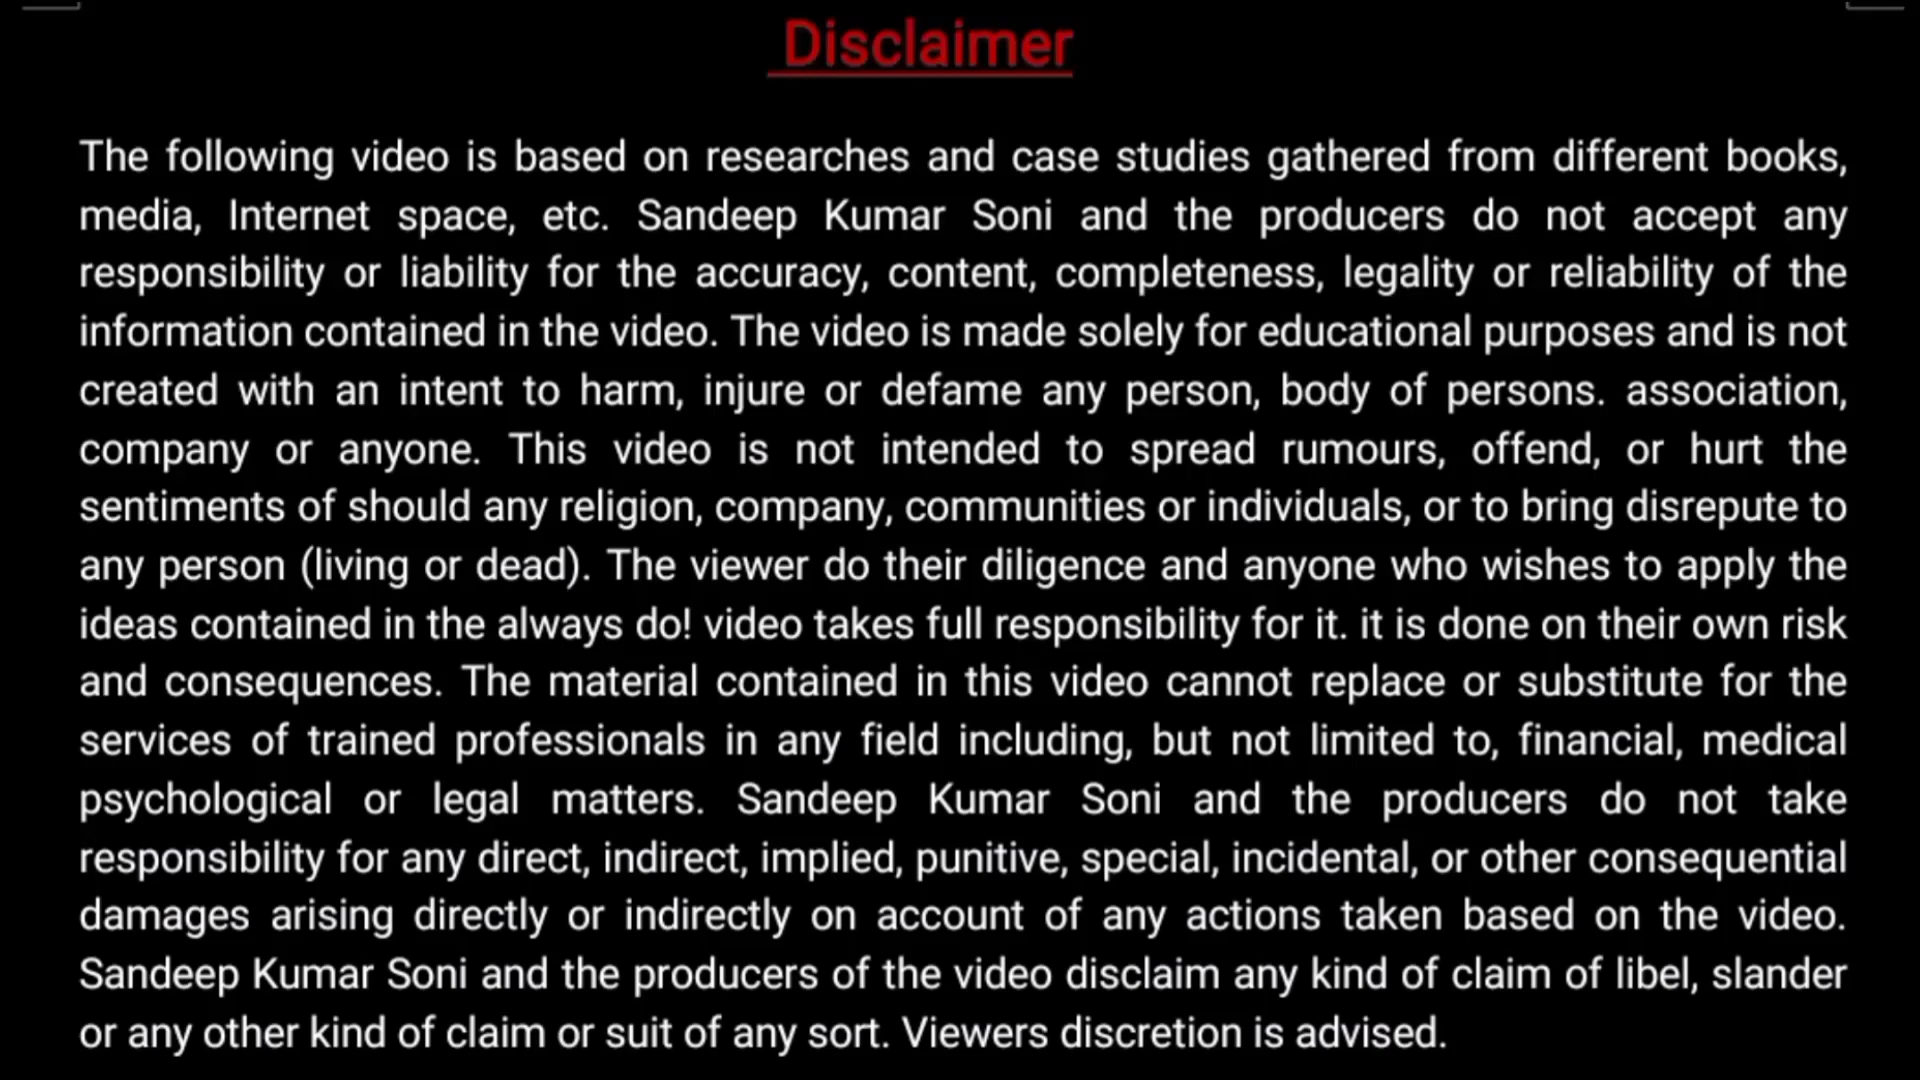 Disclaimer
The following video is based on researches and case studies gathered from different books,
media, Internet space, etc. Sandeep Kumar Soni and the producers do not accept any
responsibility or liability for the accuracy, content, completeness, legality or reliability of the
information contained in the video. The video is made solely for educational purposes and is not
created with an intent to harm, injure or defame any person, body of persons. association,
company or anyone. This video is not intended to spread rumours, offend, or hurt the
sentiments of should any religion, company, communities or individuals, or to bring disrepute to
any person (living or dead). The viewer do their diligence and anyone who wishes to apply the
ideas contained in the always do! video takes full responsibility for it. it is done on their own risk
and consequences. The material contained in this video cannot replace or substitute for the
services of trained professionals in any field including, but not limited to, financial, medical
psychological or legal matters. Sandeep Kumar Soni and the producers do not take
responsibility for any direct, indirect, implied, punitive, special, incidental, or other consequential
damages arising directly or indirectly on account of any actions taken based on the video.
Sandeep Kumar Soni and the producers of the video disclaim any kind of claim of libel, slander
or any other kind of claim or suit of any sort. Viewers discretion is advised.